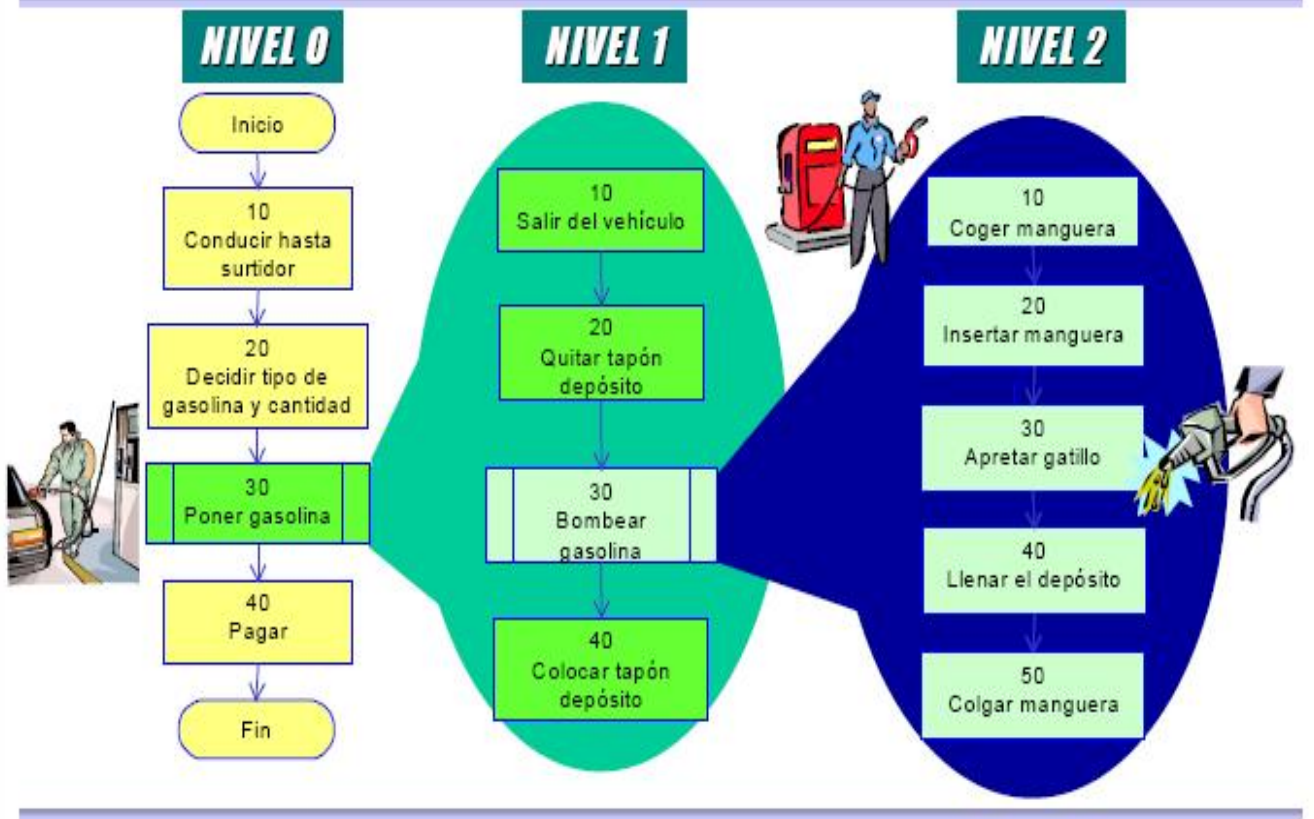 NIVEL 0
Inicio
10
Conducir hasta
surtidor
20
Decidir tipo de
gasolina y cantidad
30
Poner gasolina
40
Pagar
Fin
NIVEL 1
10
Salir del vehículo
20
Quitar tapón
depósito
30
Bombear
gasolina
40
Colocar tapón
depósito
NIVEL 2
10
Coger manguera
20
Insertar manguera
30
Apretar gatillo
40
Llenar el depósito
50
Colgar manguera